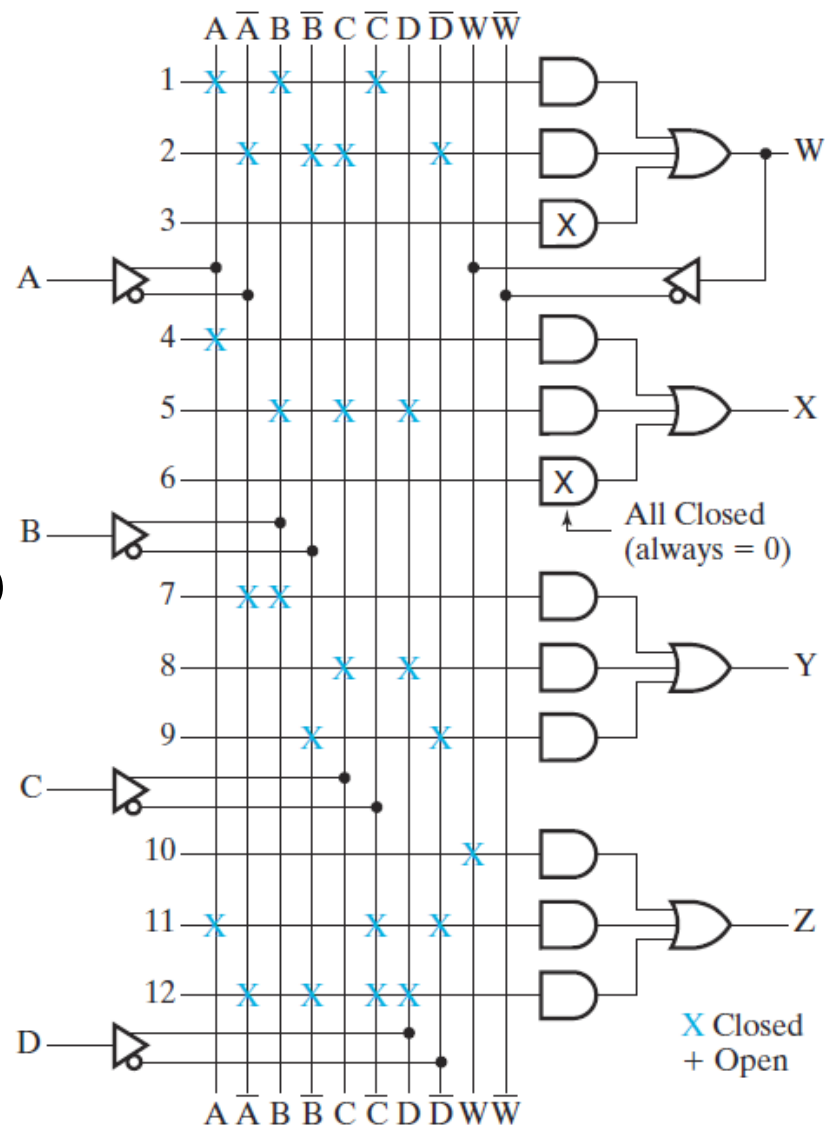 A A̅ B B̅ C C̅ D D̅ W W̅
1 X X X
2 X X X X W
3 X
A
4 X
5 X X X X
6 X
All Closed
B
(always = 0)
)
7 X X
8 X X Y
9 X X
C
10 X
11 X X X Z
12 X X X X
X Closed
D
+ Open
A A̅ B B̅ C C̅ D D̅ W W̅